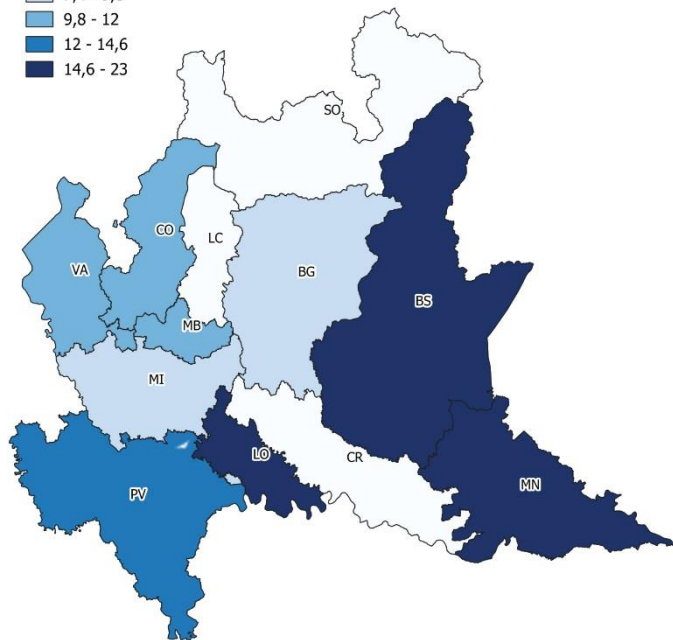 9,8 - 12
12 - 14,6
14,6 - 23
SO
CO
LC
VA
BG
BS
MB
MI
LO
CR
PV
MN